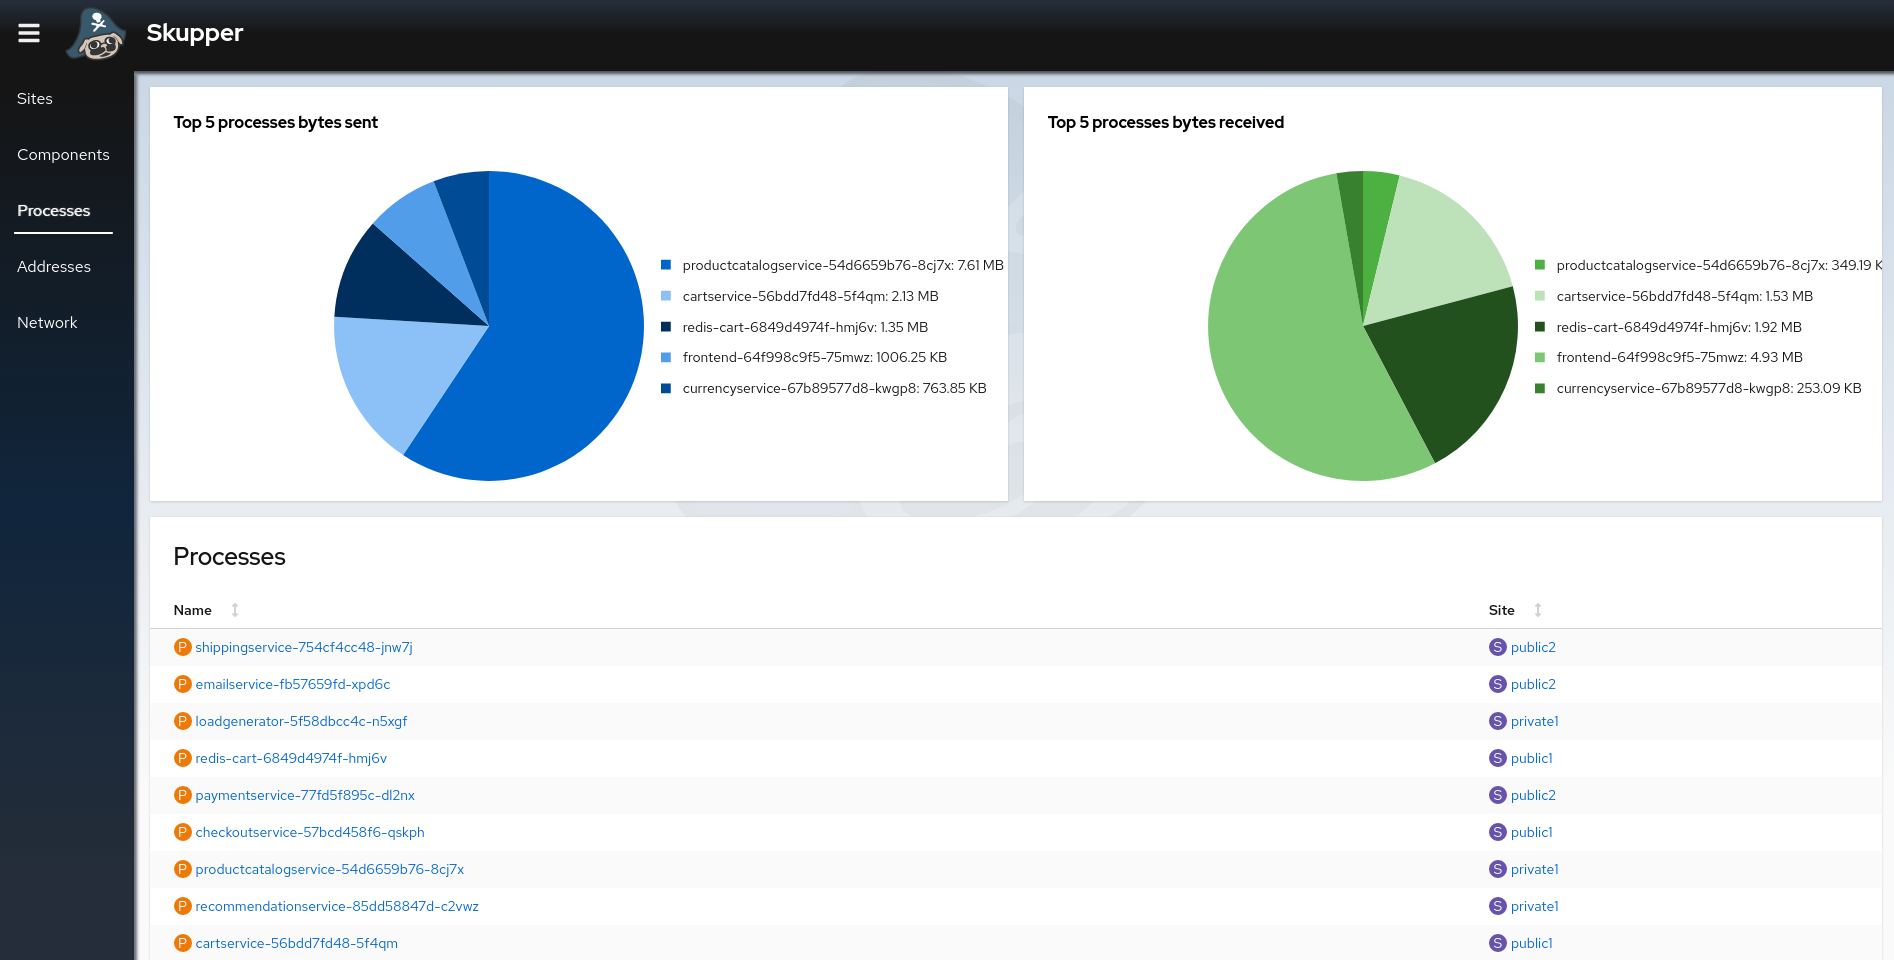 Skupper
Sites
Components
Processes
Addresses
Network
Top 5 processes bytes sent
productcatalogservice-54d6659b76-8cj7x: 7.61 MB
cartservice-56bdd7fd48-5f4qm: 2.13 MB
redis-cart-6849d4974f-hmj6v: 1.35 MB
frontend-64f998c9f5-75mwz: 1006.25 KB
currencyservice-67b89577d8-kwgp8: 763.85 KB
Top 5 processes bytes received
productcatalogservice-54d6659b76-8cj7x: 349.19 K
cartservice-56bdd7fd48-5f4qm: 1.53 MB
redis-cart-6849d4974f-hmj6v: 1.92 MB
frontend-64f998c9f5-75mwz: 4.93 MB
currencyservice-67b89577d8-kwgp8: 253.09 KB
Processes
Name Site
P shippingservice-754cf4cc48-jnw7j S public2
P emailservice-fb57659fd-xpd6c S public2
P loadgenerator-5f58dbcc4c-n5xgf S private1
P redis-cart-6849d4974f-hmj6v S public1
P paymentservice-77fd5f895c-dl2nx S public2
P checkoutservice-57bcd458f6-qskph S public1
P productcatalogservice-54d6659b76-8cj7x S private1
P recommendationservice-85dd58847d-c2vwz S private1
P cartservice-56bdd7fd48-5f4qm S public1